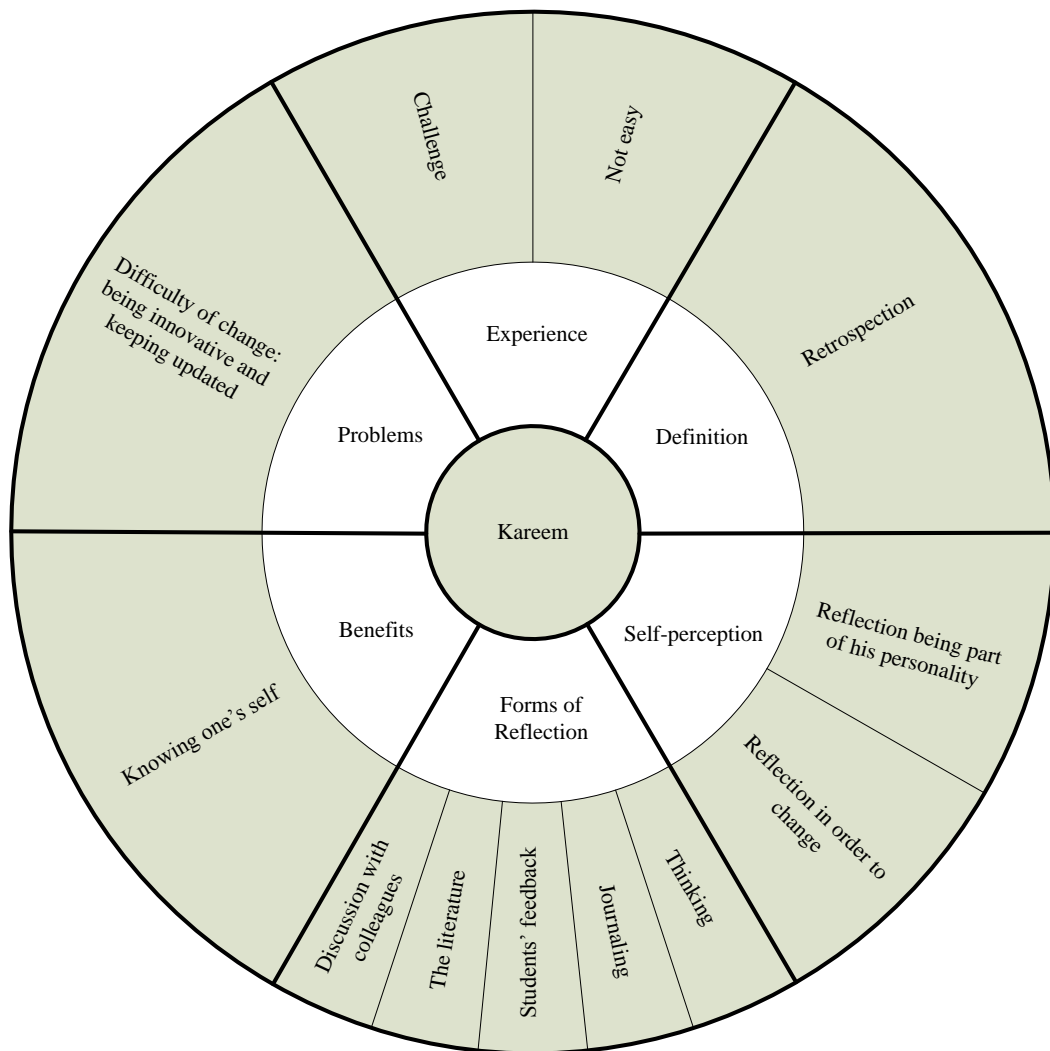 Challenge
Not easy
Difficulty of change:
being innovative and
keeping updated
Retrospection
Experience
Problems
Definition
Kareem
Benefits
Self-perception
Forms of
Reflection
Reflection being part
of his personality
Knowing one’s self
Reflection in order to
change
Discussion with
colleagues
The literature
Students’ feedback
Journaling
Thinking